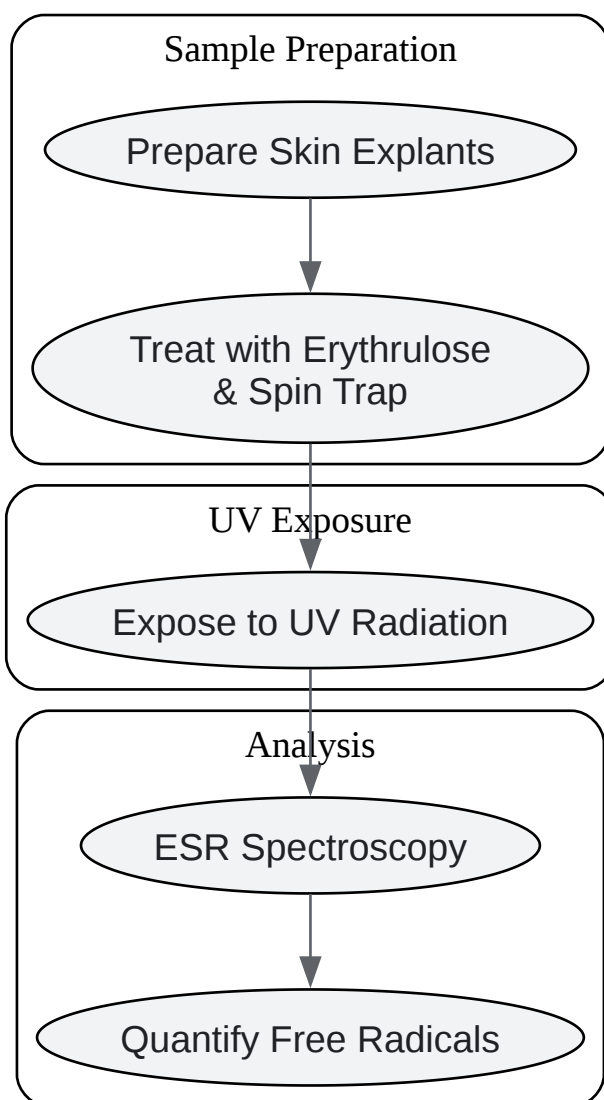 Sample Preparation
Prepare Skin Explants
Treat with Erythrulose
& Spin Trap
UV Exposure
Expose to UV Radiation
Analysis
ESR Spectroscopy
Quantify Free Radicals